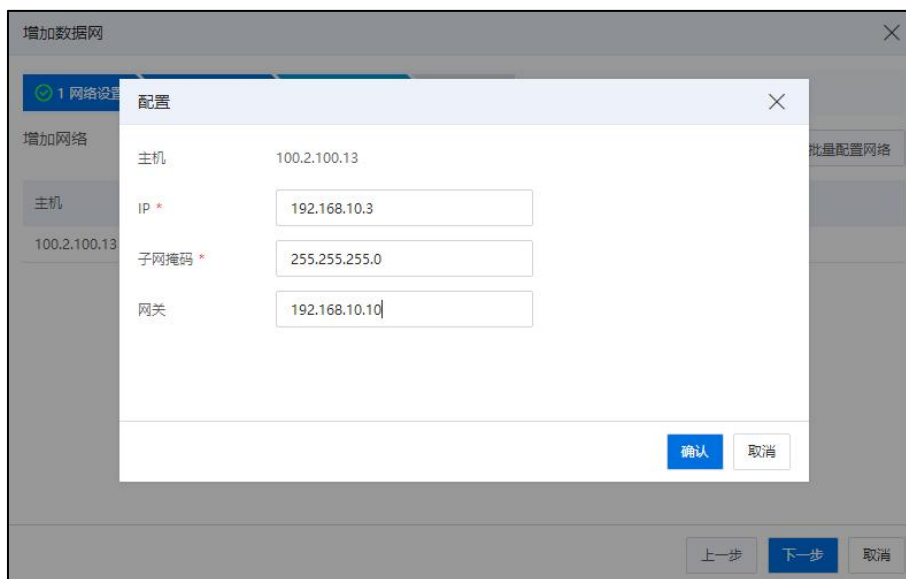 增加数据网
1 网络设置
增加网络
批量配置网络
主机
100.2.100.13
配置
主机 100.2.100.13
IP * 192.168.10.3
子网掩码 * 255.255.255.0
网关 192.168.10.10
确认 取消
上一步 下一步 取消